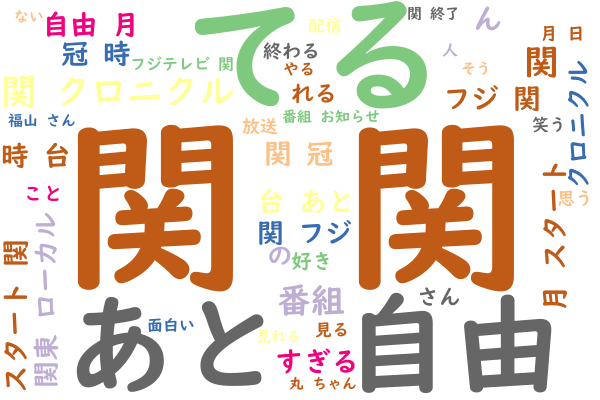 ない
自由 月
てる
配信
関 終了
ん
月 日
冠 時
フジテレビ 関
終わる
やる
人
そう
関
関 クロニクル
れる
フジ 関
クロニクル
福山 さん
放送
番組 お知らせ
笑う
時 台
関 関
関 冠
こと
台 あと
思う
関 フジ
の
好き
月 スタート
関東 ローカル
スタート 関
番組
さん
あと 自由
面白い
見れる
見る
すぎる
丸 ちゃん